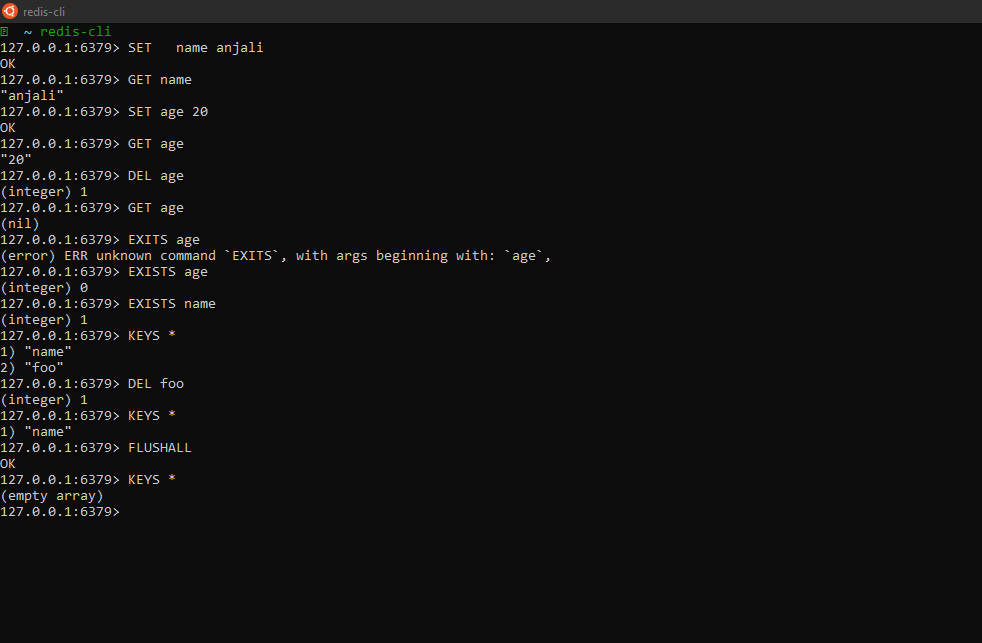 redis-cli
~ redis-cli
127.0.0.1:6379> SET   name anjali
OK
127.0.0.1:6379> GET name
"anjali"
127.0.0.1:6379> SET age 20
OK
127.0.0.1:6379> GET age
"20"
127.0.0.1:6379> DEL age
(integer) 1
127.0.0.1:6379> GET age
(nil)
127.0.0.1:6379> EXITS age
(error) ERR unknown command `EXITS`, with args beginning with: `age`,
127.0.0.1:6379> EXISTS age
(integer) 0
127.0.0.1:6379> EXISTS name
(integer) 1
127.0.0.1:6379> KEYS *
1) "name"
2) "foo"
127.0.0.1:6379> DEL foo
(integer) 1
127.0.0.1:6379> KEYS *
1) "name"
127.0.0.1:6379> FLUSHALL
OK
127.0.0.1:6379> KEYS *
(empty array)
127.0.0.1:6379>